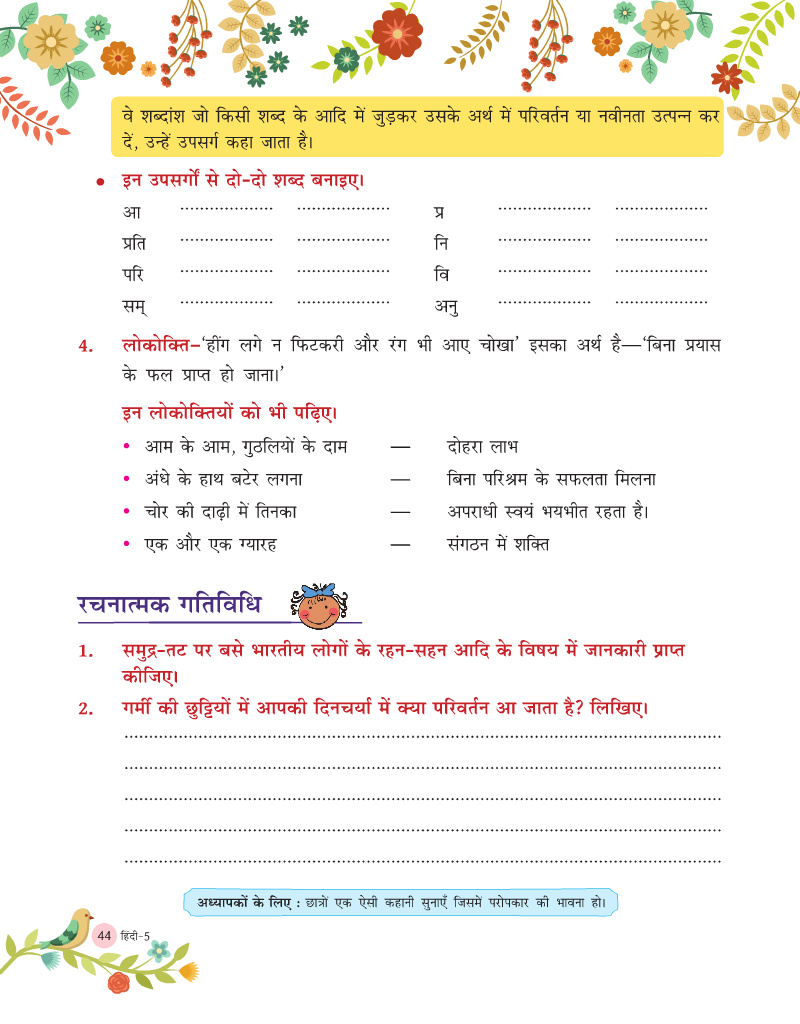 वे शब्दांश जो किसी शब्द के आदि में जुड़कर उसके अर्थ में परिवर्तन या नवीनता उत्पन्न कर
दें, उन्हें उपसर्ग कहा जाता है।
• इन उपसर्गों से दो-दो शब्द बनाइए।
आ .................... .................... प्र .................... ....................
प्रति .................... .................... नि .................... ....................
परि .................... .................... वि .................... ....................
सम् .................... .................... अनु .................... ....................
4. लोकोक्ति–‘हींग लगे न फिटकरी और रंग भी आए चोखा’ इसका अर्थ है—‘बिना प्रयास
के फल प्राप्त हो जाना।’
इन लोकोक्तियों को भी पढ़िए।
• आम के आम, गुठलियों के दाम — दोहरा लाभ
• अंधे के हाथ बटेर लगना — बिना परिश्रम के सफलता मिलना
• चोर की दाढ़ी में तिनका — अपराधी स्वयं भयभीत रहता है।
• एक और एक ग्यारह — संगठन में शक्ति
रचनात्मक गतिविधि
1. समुद्र-तट पर बसे भारतीय लोगों के रहन-सहन आदि के विषय में जानकारी प्राप्त
कीजिए।
2. गर्मी की छुट्टियों में आपकी दिनचर्या में क्या परिवर्तन आ जाता है? लिखिए।
अध्यापकों के लिए : छात्रों एक ऐसी कहानी सुनाएँ जिसमें परोपकार की भावना हो।
44 हिंदी-5